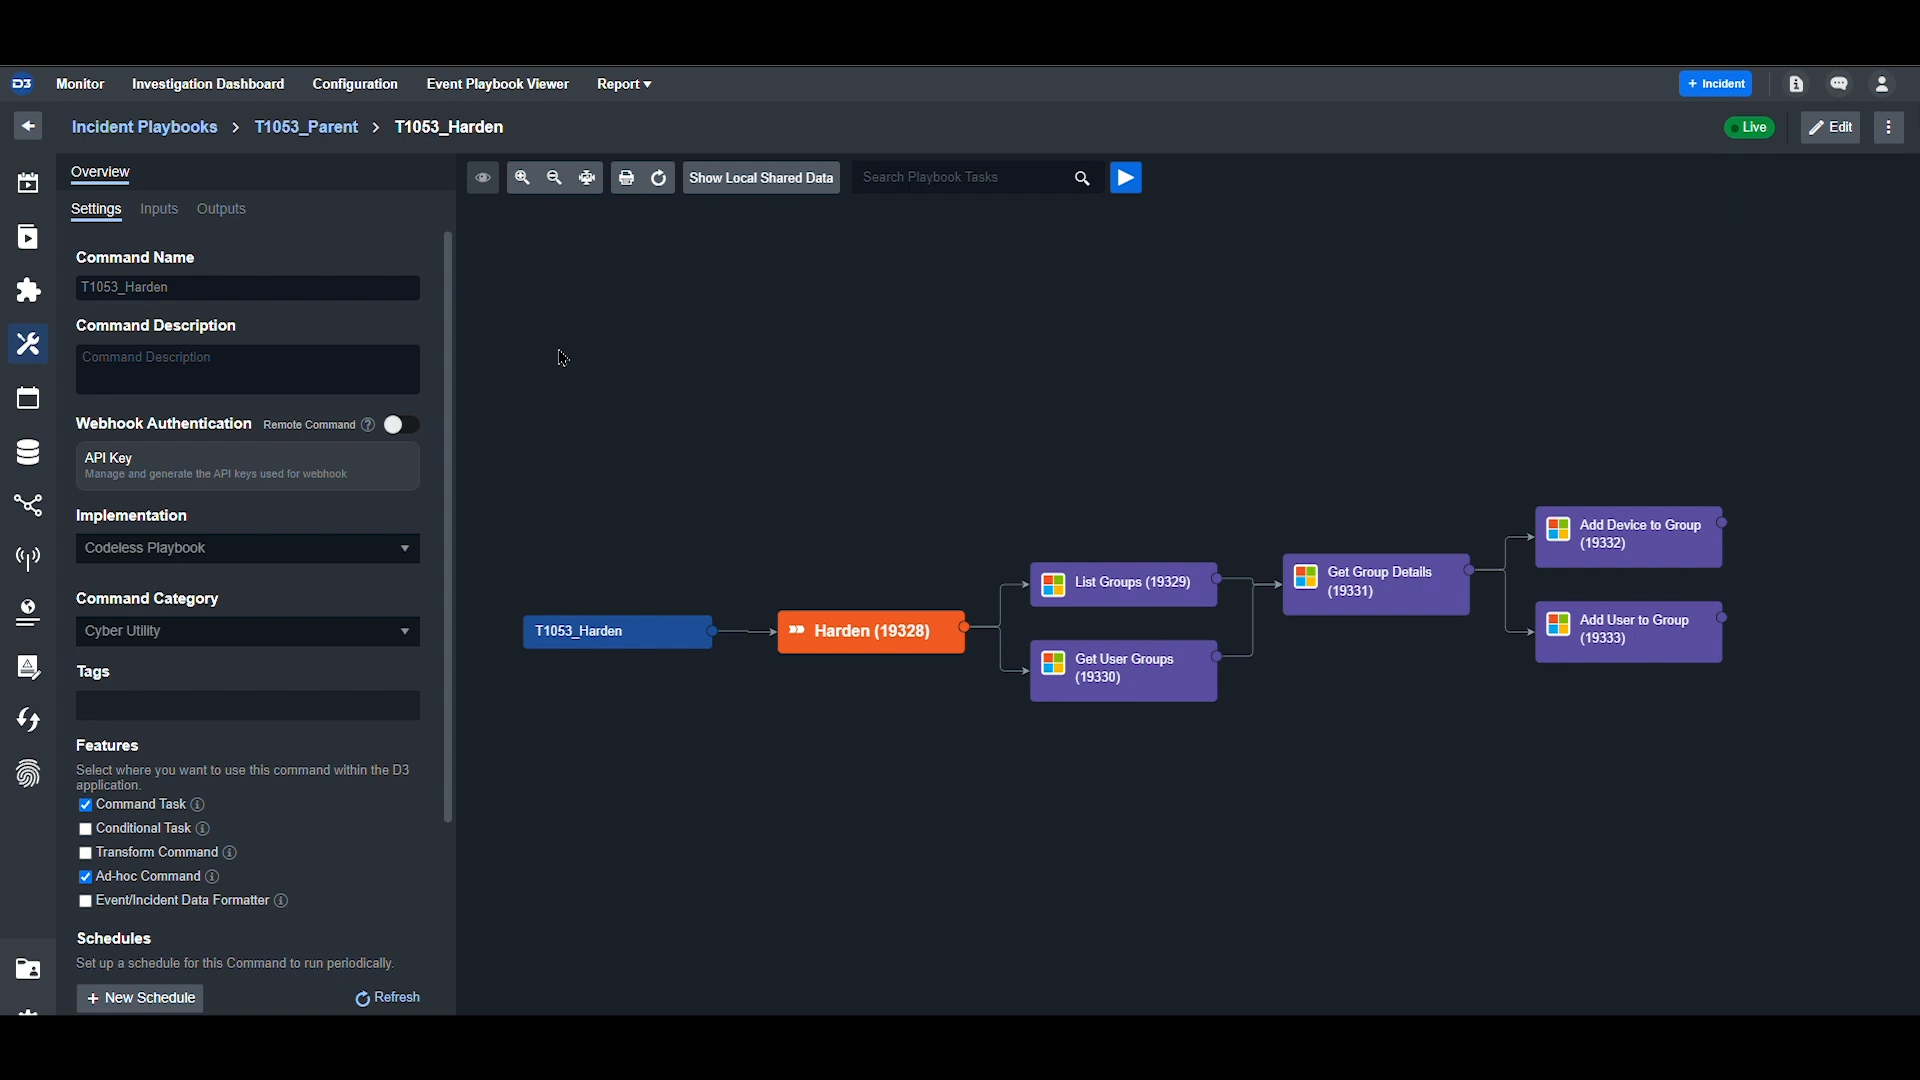 D3 Monitor Investigation Dashboard Configuration Event Playbook Viewer Report + Incident
Incident Playbooks > T1053_Parent > T1053_Harden Live Edit
Overview
Show Local Shared Data Search Playbook Tasks
Settings Inputs Outputs
Command Name
T1053_Harden
Command Description
Command Description
Webhook Authentication Remote Command ?
API Key
Manage and generate the API keys used for webhook
Implementation
Codeless Playbook
Command Category
Cyber Utility
Tags
Features
Select where you want to use this command within the D3
application.
Command Task
Conditional Task
Transform Command
Ad-hoc Command
Event/Incident Data Formatter
Schedules
Set up a schedule for this Command to run periodically.
+ New Schedule Refresh
T1053_Harden
Harden (19328)
List Groups (19329)
Get User Groups
(19330)
Get Group Details
(19331)
Add Device to Group
(19332)
Add User to Group
(19333)